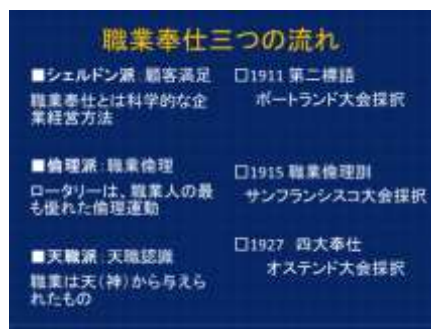 職業奉仕三つの流れ
■シェルドン派 顧客満足
職業奉仕とは科学的な企
業経営方法
■倫理派:職業倫理
ロータリーは、職業人の最
も優れた倫理運動
■天職派 天職認識
職業は天(神)から与えら
れたもの
□1911 第二標語
ポートランド大会採択
□1915 職業倫理訓
サンフランシスコ大会採択
□1927 四大奉仕
オステンド大会採択